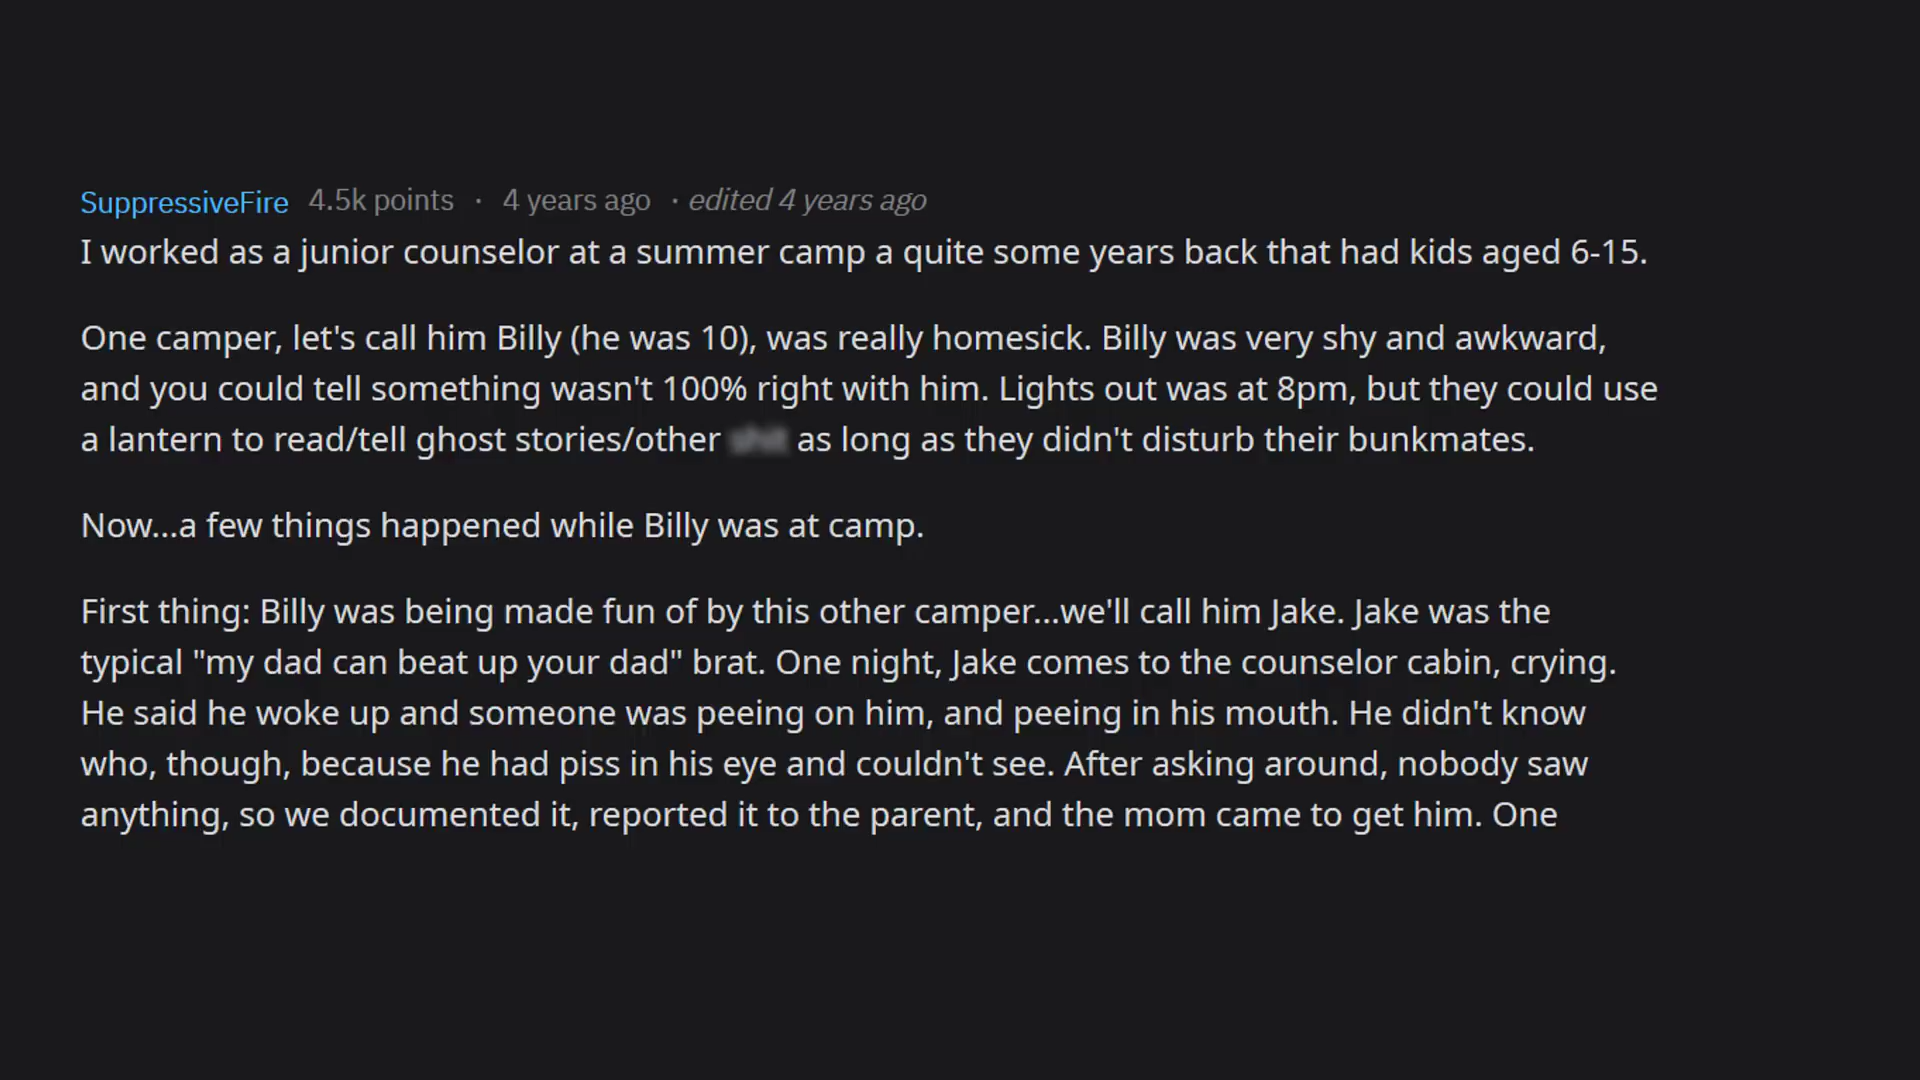 SuppressiveFire 4.5k points · 4 years ago · edited 4 years ago
I worked as a junior counselor at a summer camp a quite some years back that had kids aged 6-15.
One camper, let's call him Billy (he was 10), was really homesick. Billy was very shy and awkward,
and you could tell something wasn't 100% right with him. Lights out was at 8pm, but they could use
a lantern to read/tell ghost stories/other as long as they didn't disturb their bunkmates.
Now...a few things happened while Billy was at camp.
First thing: Billy was being made fun of by this other camper...we'll call him Jake. Jake was the
typical "my dad can beat up your dad" brat. One night, Jake comes to the counselor cabin, crying.
He said he woke up and someone was peeing on him, and peeing in his mouth. He didn't know
who, though, because he had piss in his eye and couldn't see. After asking around, nobody saw
anything, so we documented it, reported it to the parent, and the mom came to get him. One